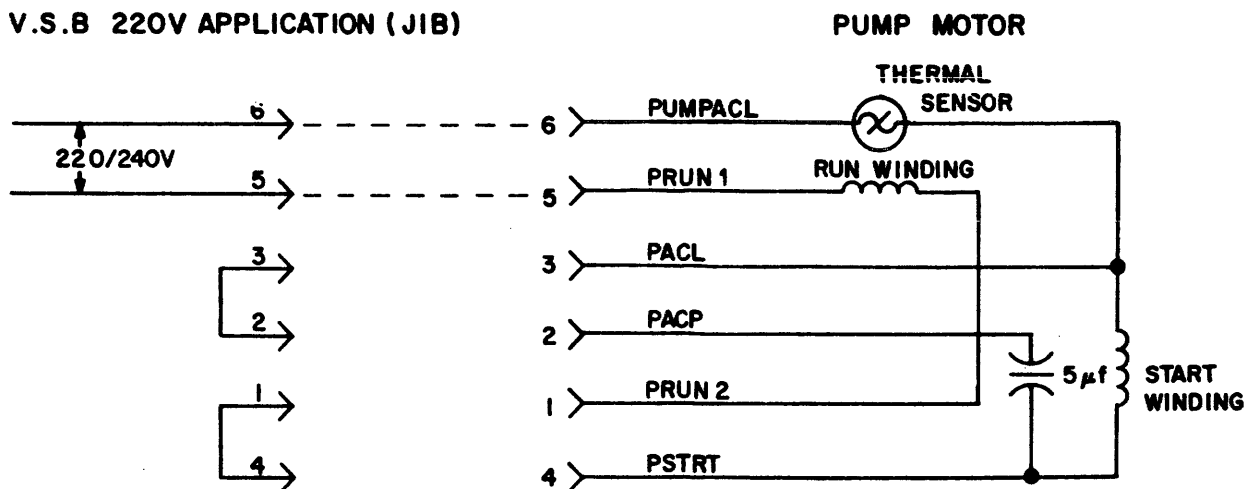 V.S.B 220V APPLICATION (JIB)
PUMP MOTOR
THERMAL
SENSOR
6
6
PUMPACL
220/240V
5
5
PRUN 1
RUN WINDING
3
3
PACL
2
2
PACP
5µf
START
WINDING
1
1
PRUN 2
4
4
PSTRT